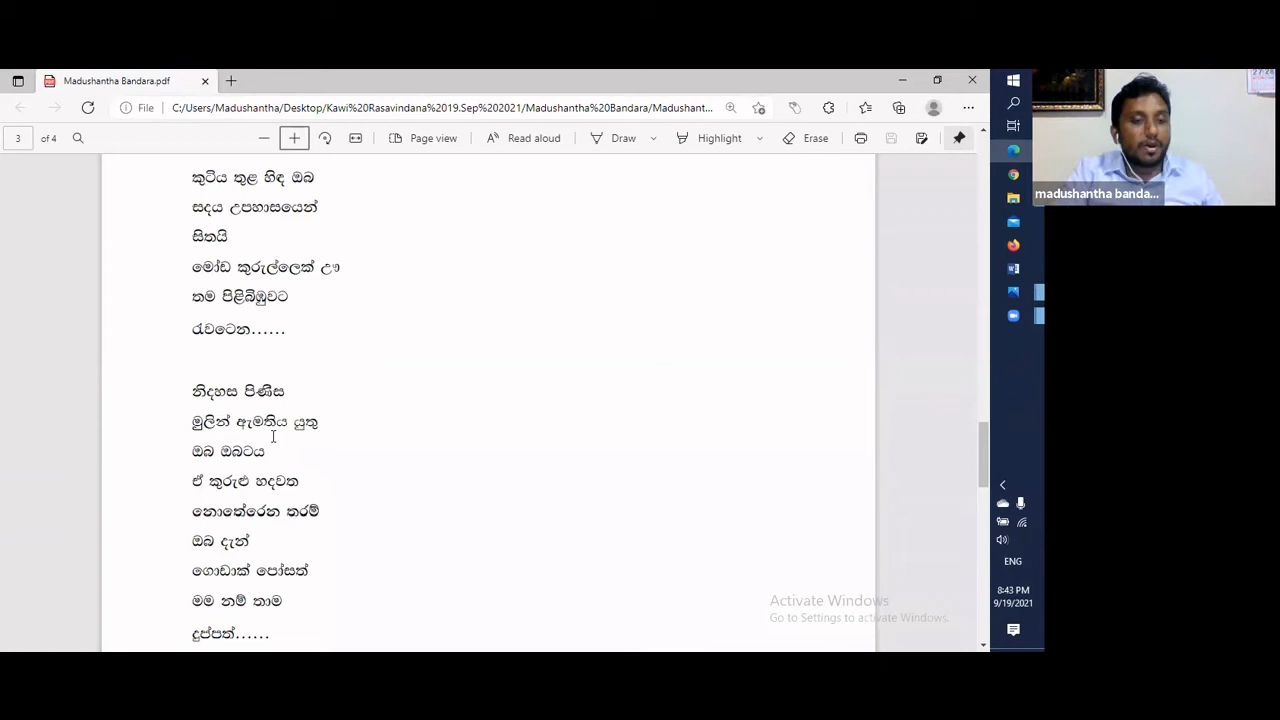 Madushantha Bandara.pdf
File C:/Users/Madushantha/Desktop/Kawi%20Rasavindana%2019.Sep%202021/Madushantha%20Bandara/Madushant...
3 of 4 Page view Read aloud Draw Highlight Erase
27 28
madushantha banda...
කුටිය තුළ හිඳ ඔබ
සදය උපහාසයෙන්
සිතයි
මෝඩ කුරුල්ලෙක් ඌ
තම පිළිබිඹුවට
රැවටෙන......
නිදහස පිණිස
මුලින් ඇමතිය යුතු
ඔබ ඔබටය
ඒ කුරුළු හදවත
නොතේරෙන තරම්
ඔබ දැන්
ගොඩාක් පෝසත්
මම නම් තාම
දුප්පත්......
Activate Windows
Go to Settings to activate Windows.
ENG
8:43 PM
9/19/2021